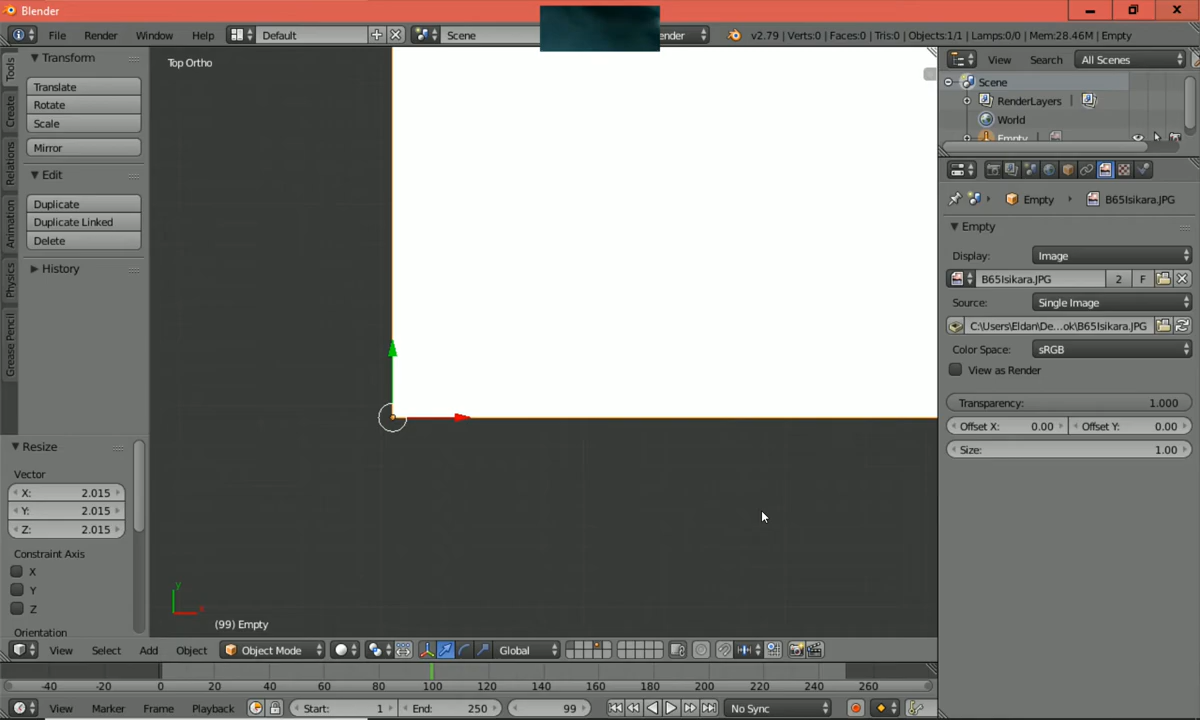 Blender
File Render Window Help Default Scene ender v2.79 | Verts:0 | Faces:0 | Tris:0 | Objects:1/1 | Lamps:0/0 | Mem:28.46M | Empty
Tools
Create
Relations
Animation
Physics
Grease Pencil
Transform
Translate
Rotate
Scale
Mirror
Edit
Duplicate
Duplicate Linked
Delete
History
Resize
Vector
X: 2.015
Y: 2.015
Z: 2.015
Constraint Axis
X
Y
Z
Orientation
Top Ortho
y
x
(99) Empty
View Search All Scenes
Scene
RenderLayers
World
Empty
Empty B65Isikara.JPG
Empty
Display: Image
B65Isikara.JPG 2 F
Source: Single Image
C:\Users\Eldan\De...ok\B65Isikara.JPG
Color Space: sRGB
View as Render
Transparency: 1.000
Offset X: 0.00 Offset Y: 0.00
Size: 1.00
View Select Add Object Object Mode Global
-40 -20 0 20 40 60 80 100 120 140 160 180 200 220 240 260
View Marker Frame Playback Start: 1 End: 250 99 No Sync